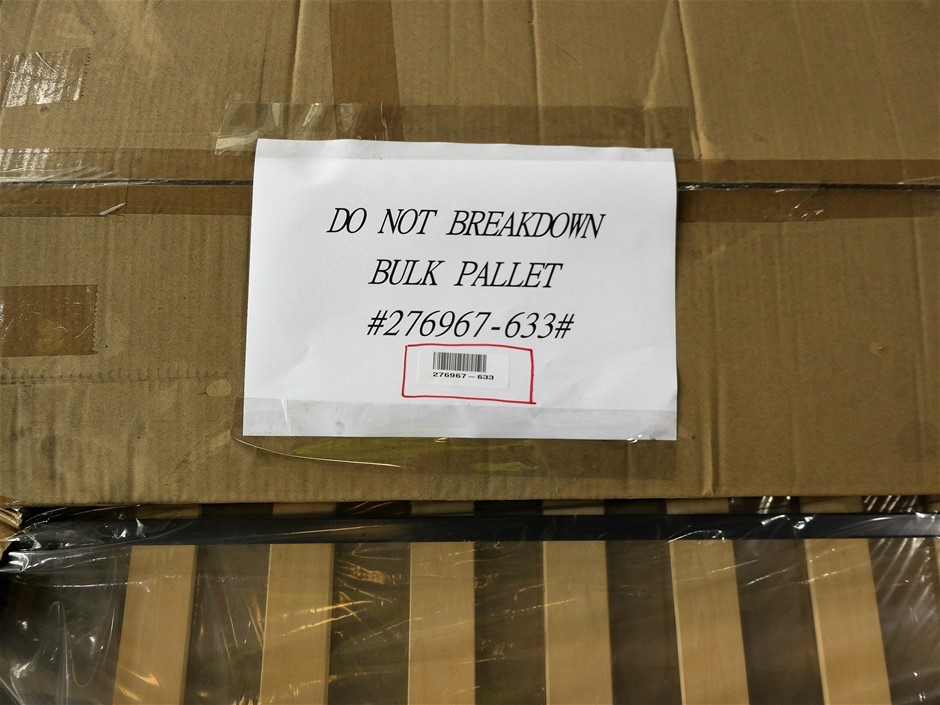 DO NOT BREAKDOWN
BULK PALLET
#276967-633#
276967-633